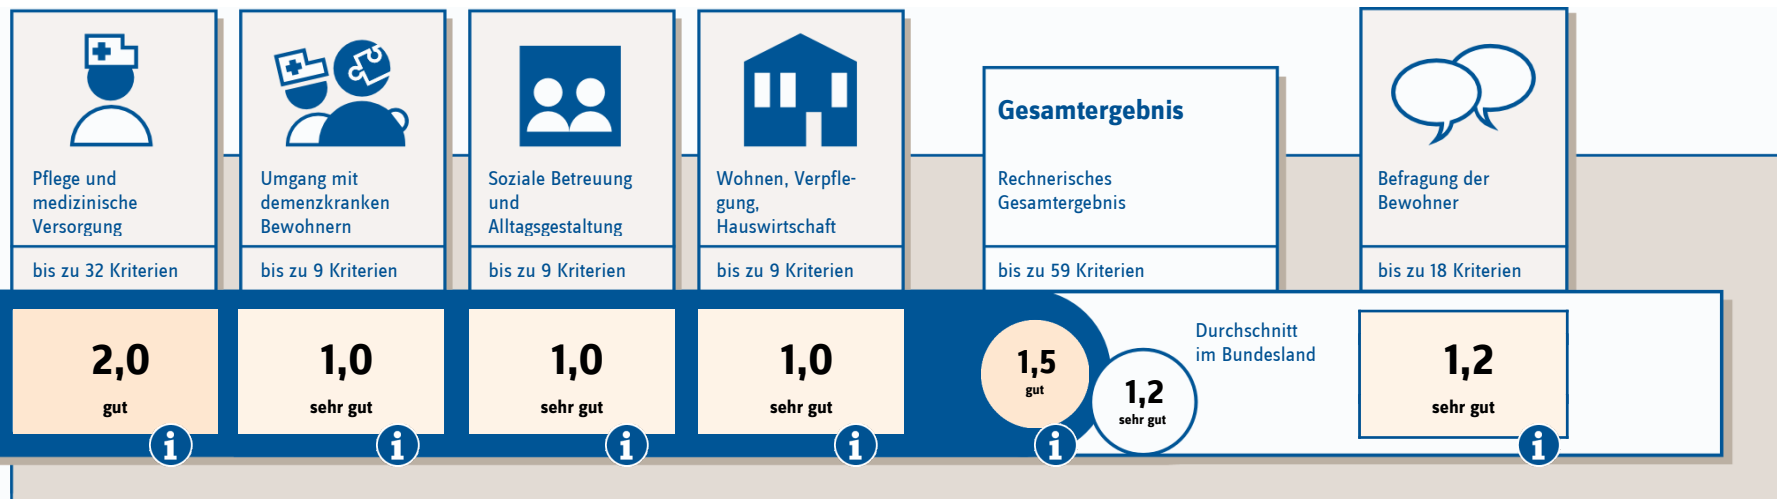 Pflege und
medizinische
Versorgung
bis zu 32 Kriterien
2,0
gut
i
Umgang mit
demenzkranken
Bewohnern
bis zu 9 Kriterien
1,0
sehr gut
i
Soziale Betreuung
und
Alltagsgestaltung
bis zu 9 Kriterien
1,0
sehr gut
i
Wohnen, Verpfle-
gung,
Hauswirtschaft
bis zu 9 Kriterien
1,0
sehr gut
i
Gesamtergebnis
Rechnerisches
Gesamtergebnis
bis zu 59 Kriterien
1,5
gut
i
1,2
sehr gut
Durchschnitt
im Bundesland
Befragung der
Bewohner
bis zu 18 Kriterien
1,2
sehr gut
i